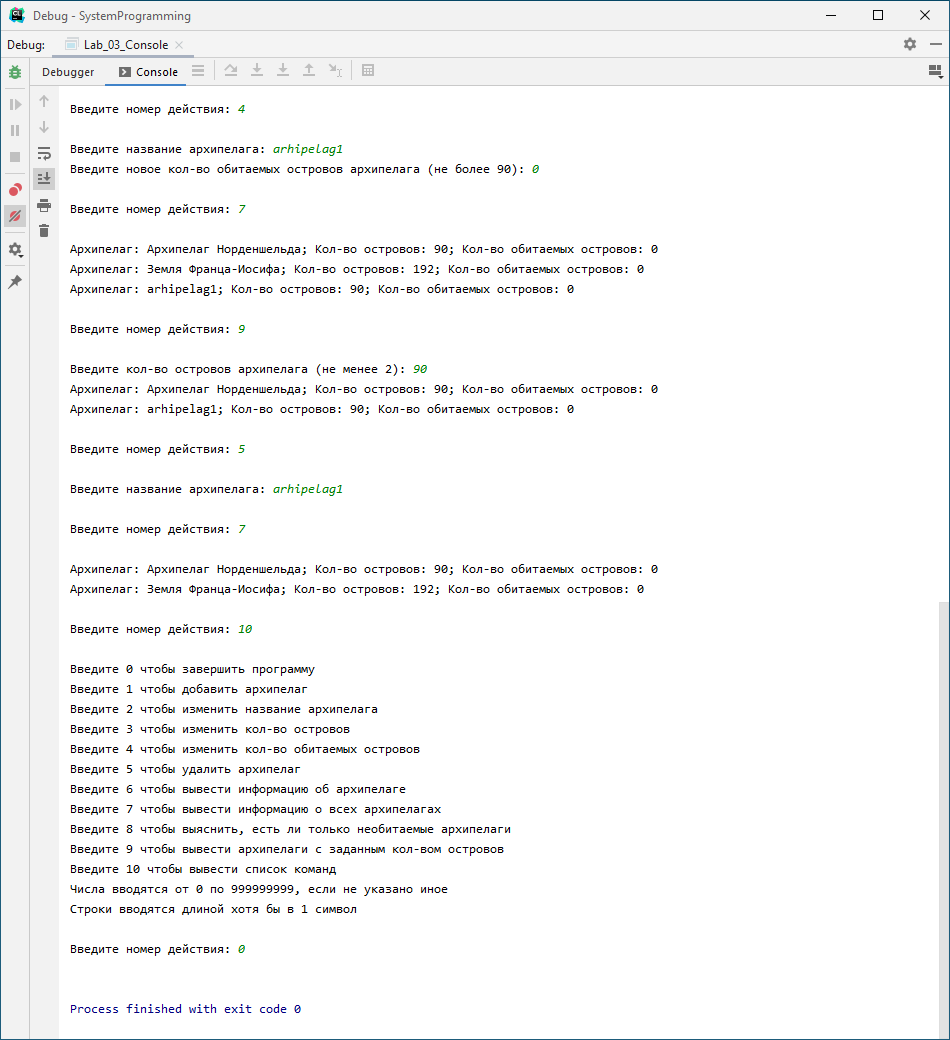 Debug - SystemProgramming
Debug: Lab_03_Console
Debugger Console
Введите номер действия: 4
Введите название архипелага: arhipelag1
Введите новое кол-во обитаемых островов архипелага (не более 90): 0
Введите номер действия: 7
Архипелаг: Архипелаг Норденшельда; Кол-во островов: 90; Кол-во обитаемых островов: 0
Архипелаг: Земля Франца-Иосифа; Кол-во островов: 192; Кол-во обитаемых островов: 0
Архипелаг: arhipelag1; Кол-во островов: 90; Кол-во обитаемых островов: 0
Введите номер действия: 9
Введите кол-во островов архипелага (не менее 2): 90
Архипелаг: Архипелаг Норденшельда; Кол-во островов: 90; Кол-во обитаемых островов: 0
Архипелаг: arhipelag1; Кол-во островов: 90; Кол-во обитаемых островов: 0
Введите номер действия: 5
Введите название архипелага: arhipelag1
Введите номер действия: 7
Архипелаг: Архипелаг Норденшельда; Кол-во островов: 90; Кол-во обитаемых островов: 0
Архипелаг: Земля Франца-Иосифа; Кол-во островов: 192; Кол-во обитаемых островов: 0
Введите номер действия: 10
Введите 0 чтобы завершить программу
Введите 1 чтобы добавить архипелаг
Введите 2 чтобы изменить название архипелага
Введите 3 чтобы изменить кол-во островов
Введите 4 чтобы изменить кол-во обитаемых островов
Введите 5 чтобы удалить архипелаг
Введите 6 чтобы вывести информацию об архипелаге
Введите 7 чтобы вывести информацию о всех архипелагах
Введите 8 чтобы выяснить, есть ли только необитаемые архипелаги
Введите 9 чтобы вывести архипелаги с заданным кол-вом островов
Введите 10 чтобы вывести список команд
Числа вводятся от 0 по 999999999, если не указано иное
Строки вводятся длиной хотя бы в 1 символ
Введите номер действия: 0
Process finished with exit code 0